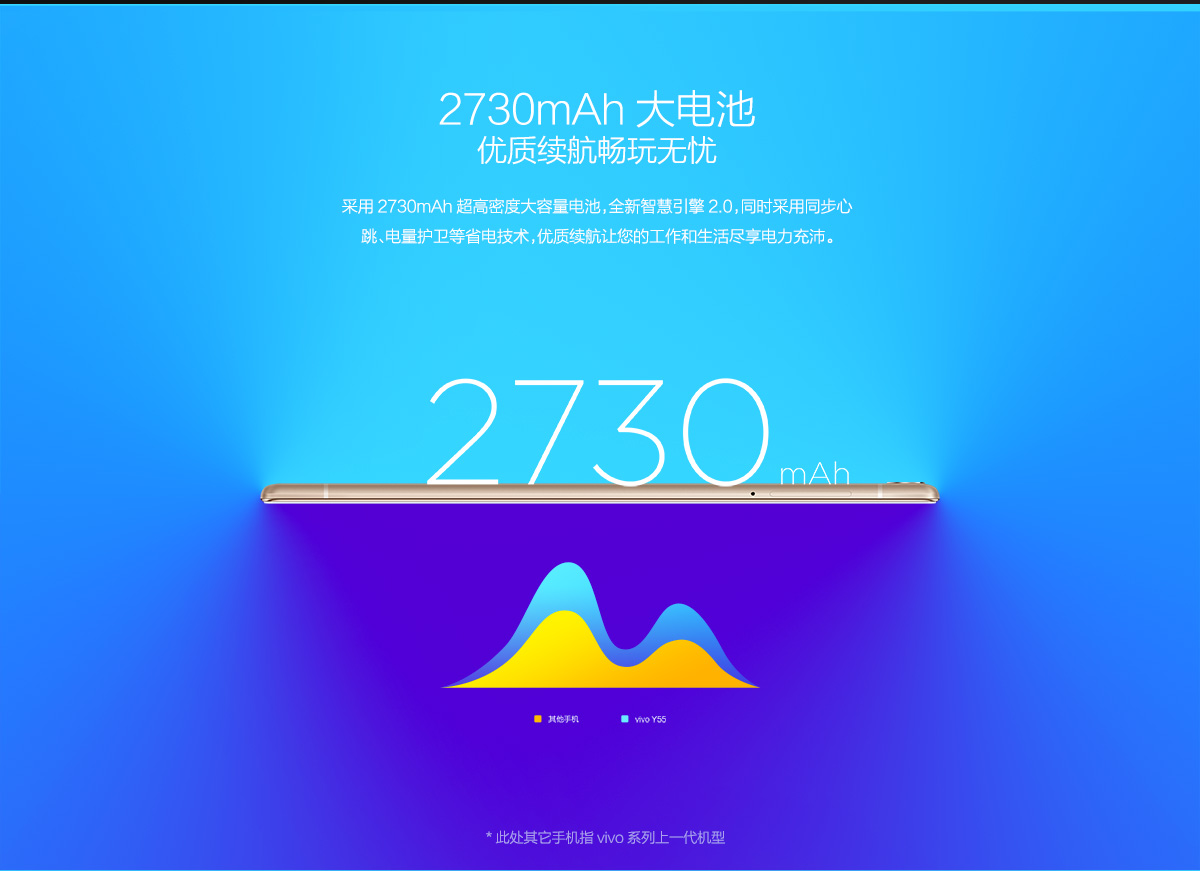 2730mAh 大电池
优质续航畅玩无忧
采用 2730mAh 超高密度大容量电池,全新智慧引擎 2.0,同时采用同步心
跳、电量护卫等省电技术,优质续航让您的工作和生活尽享电力充沛。
2730 mAh
其他手机 vivo Y55
* 此处其它手机指 vivo 系列上一代机型